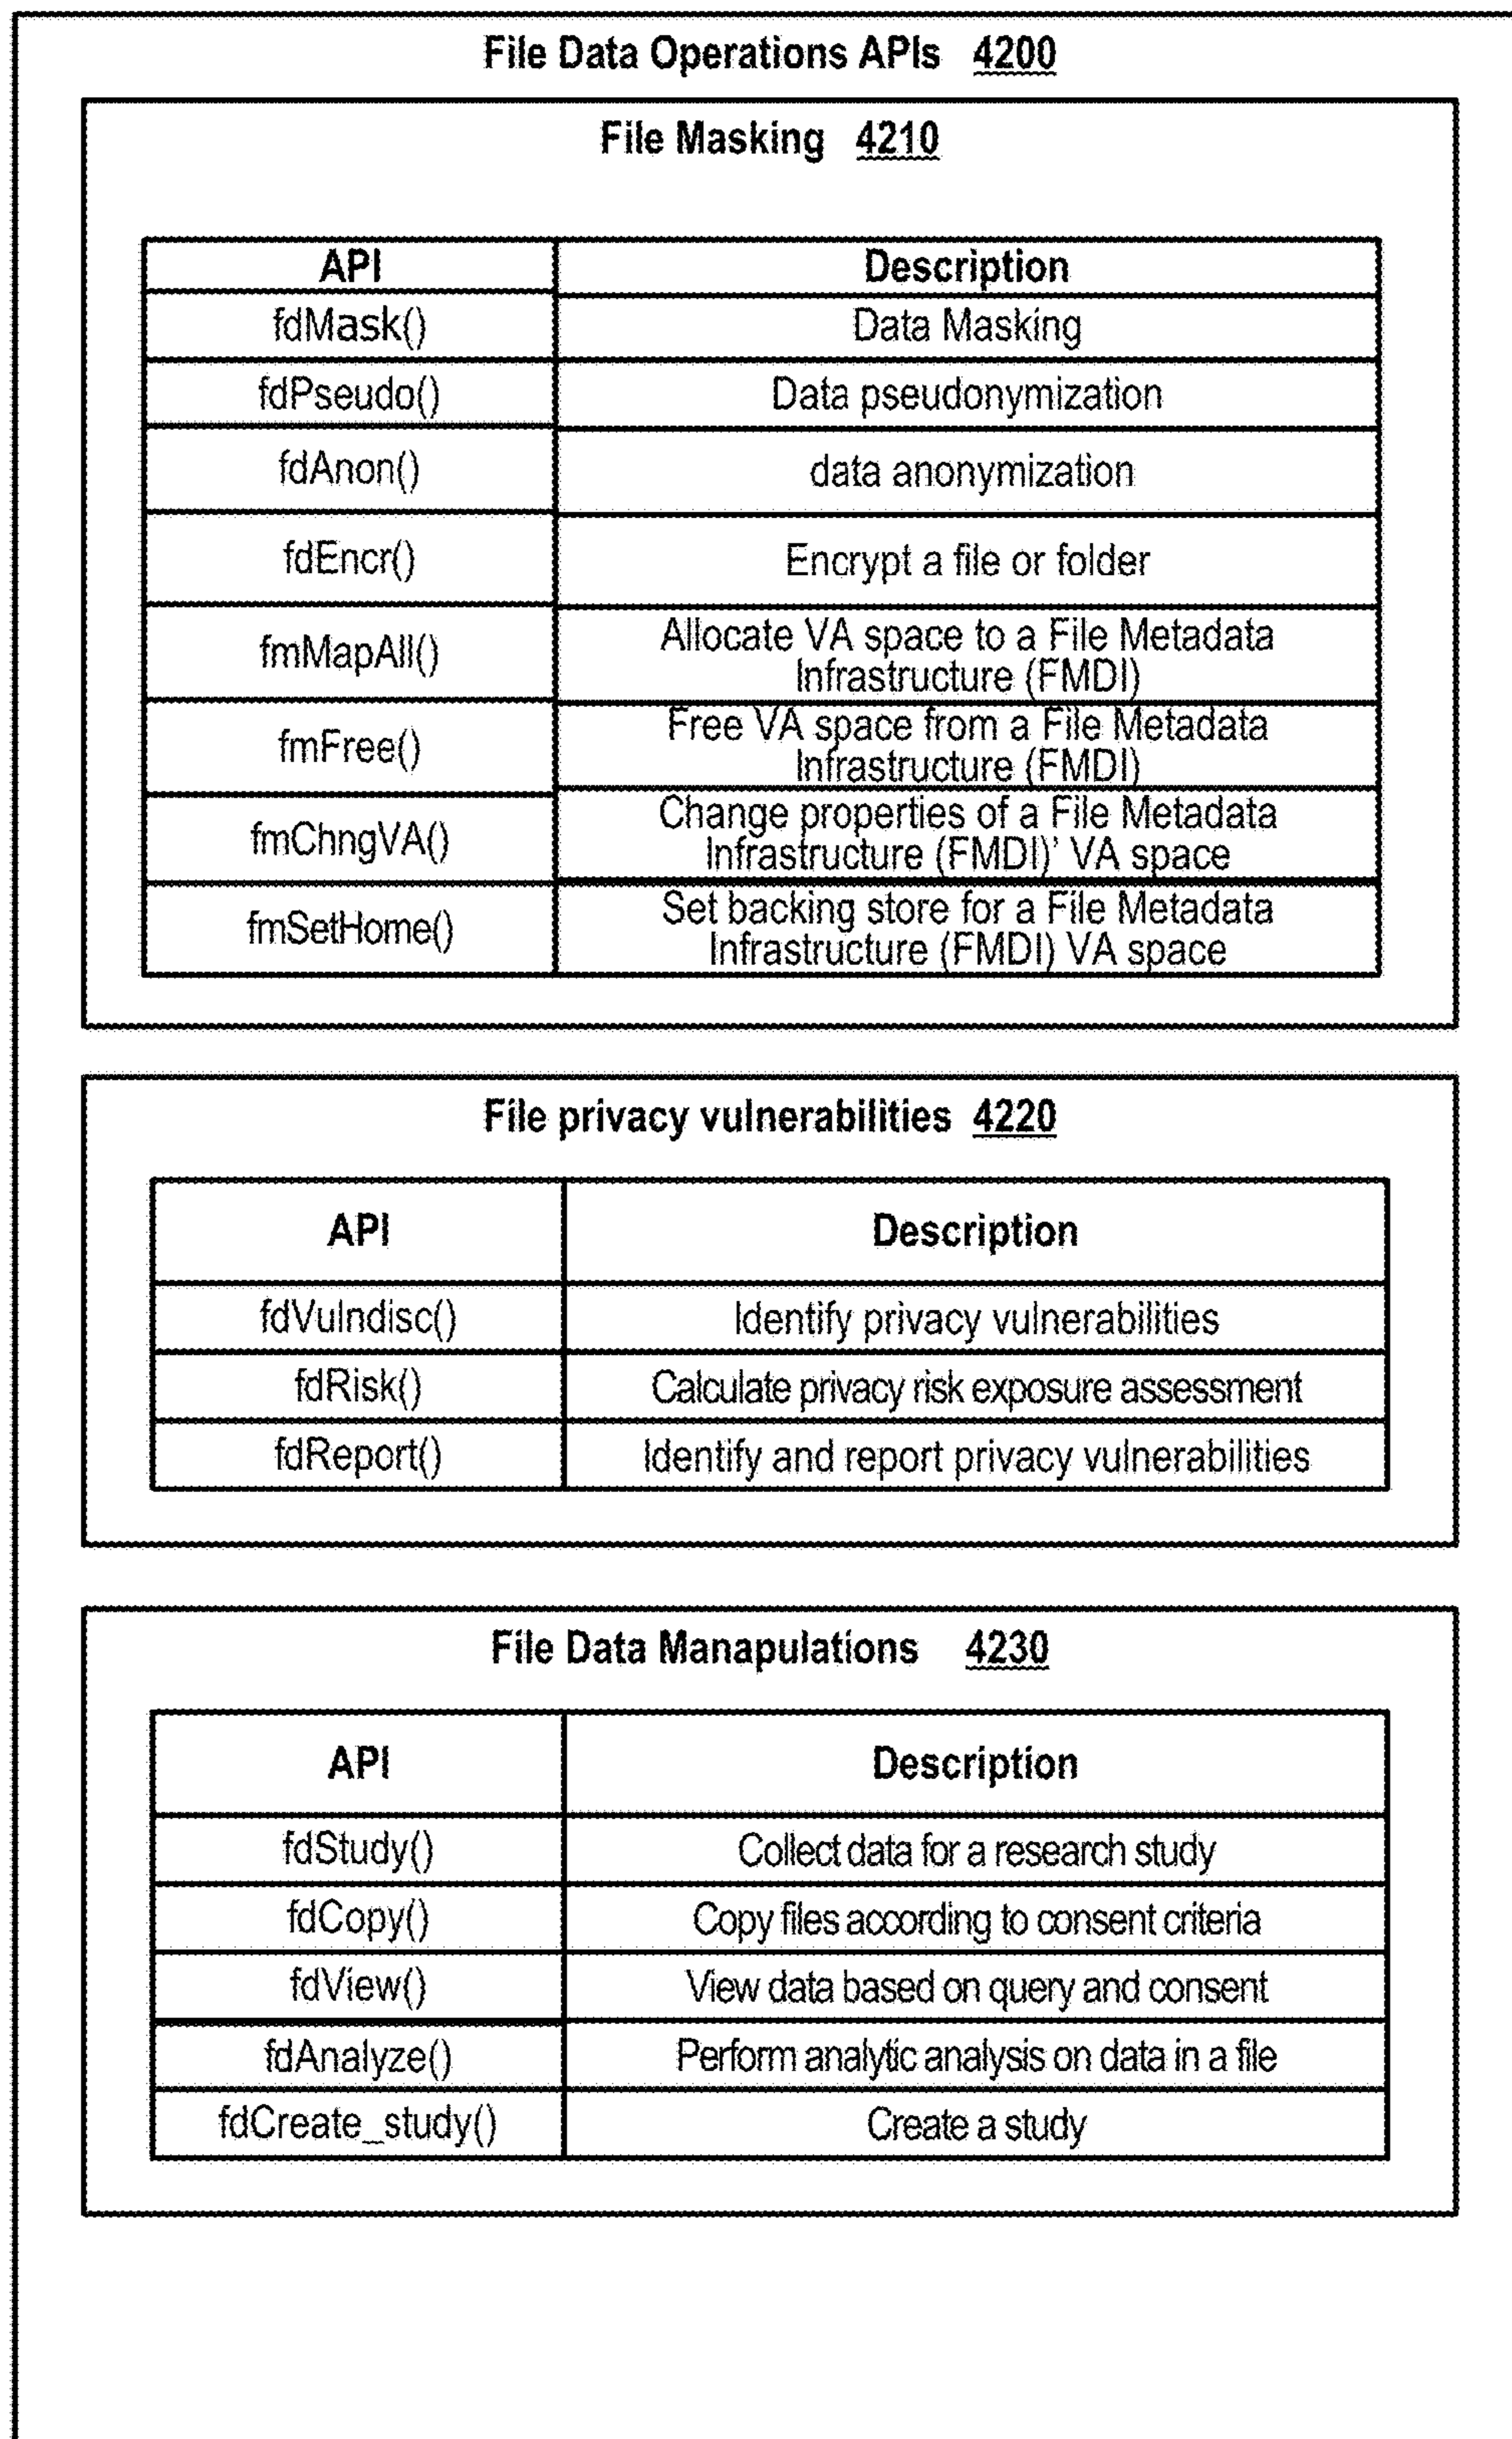 File Data Operations APIs 4200
File Masking 4210
API Description
fdMask() Data Masking
fdPseudo() Data pseudonymization
fdAnon() data anonymization
fdEncr() Encrypt a file or folder
fmMapAll() Allocate VA space to a File Metadata
Infrastructure (FMDI)
fmFree() Free VA space from a File Metadata
Infrastructure (FMDI)
fmChngVA() Change properties of a File Metadata
Infrastructure (FMDI)' VA space
fmSetHome() Set backing store for a File Metadata
Infrastructure (FMDI) VA space
File privacy vulnerabilities 4220
API Description
fdVulndisc() Identify privacy vulnerabilities
fdRisk() Calculate privacy risk exposure assessment
fdReport() Identify and report privacy vulnerabilities
File Data Manapulations 4230
API Description
fdStudy() Collect data for a research study
fdCopy() Copy files according to consent criteria
fdView() View data based on query and consent
fdAnalyze() Perform analytic analysis on data in a file
fdCreate_study() Create a study